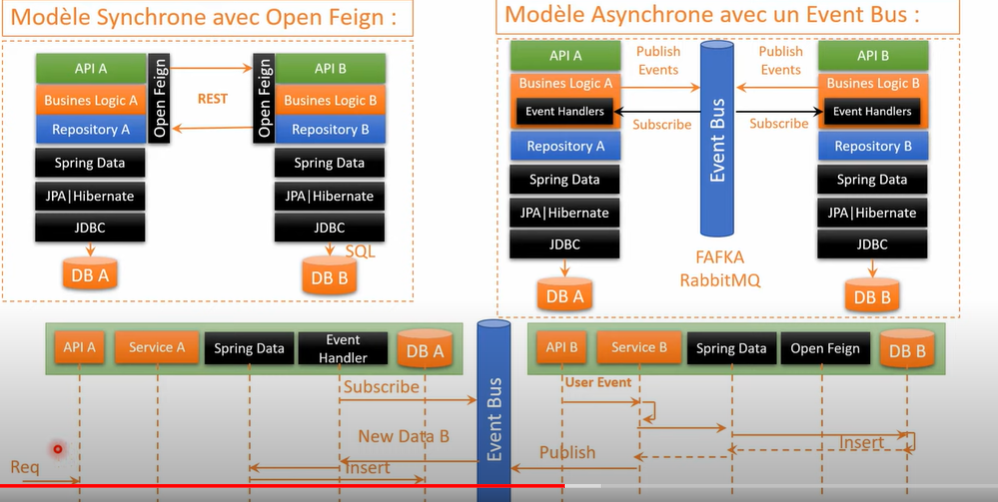 Modèle Synchrone avec Open Feign :
API A
Busines Logic A
Repository A
Open Feign
REST
Open Feign
API B
Busines Logic B
Repository B
Spring Data
JPA|Hibernate
JDBC
DB A
Spring Data
JPA|Hibernate
JDBC
SQL
DB B
Modèle Asynchrone avec un Event Bus :
API A
Busines Logic A
Event Handlers
Repository A
Spring Data
JPA|Hibernate
JDBC
DB A
Publish
Events
Subscribe
Event Bus
Publish
Events
Subscribe
FAFKA
RabbitMQ
API B
Busines Logic B
Event Handlers
Repository B
Spring Data
JPA|Hibernate
JDBC
DB B
API A
Service A
Spring Data
Event
Handler
DB A
Subscribe
New Data B
Insert
Req
Event Bus
API B
Service B
Spring Data
Open Feign
DB B
User Event
Insert
Publish